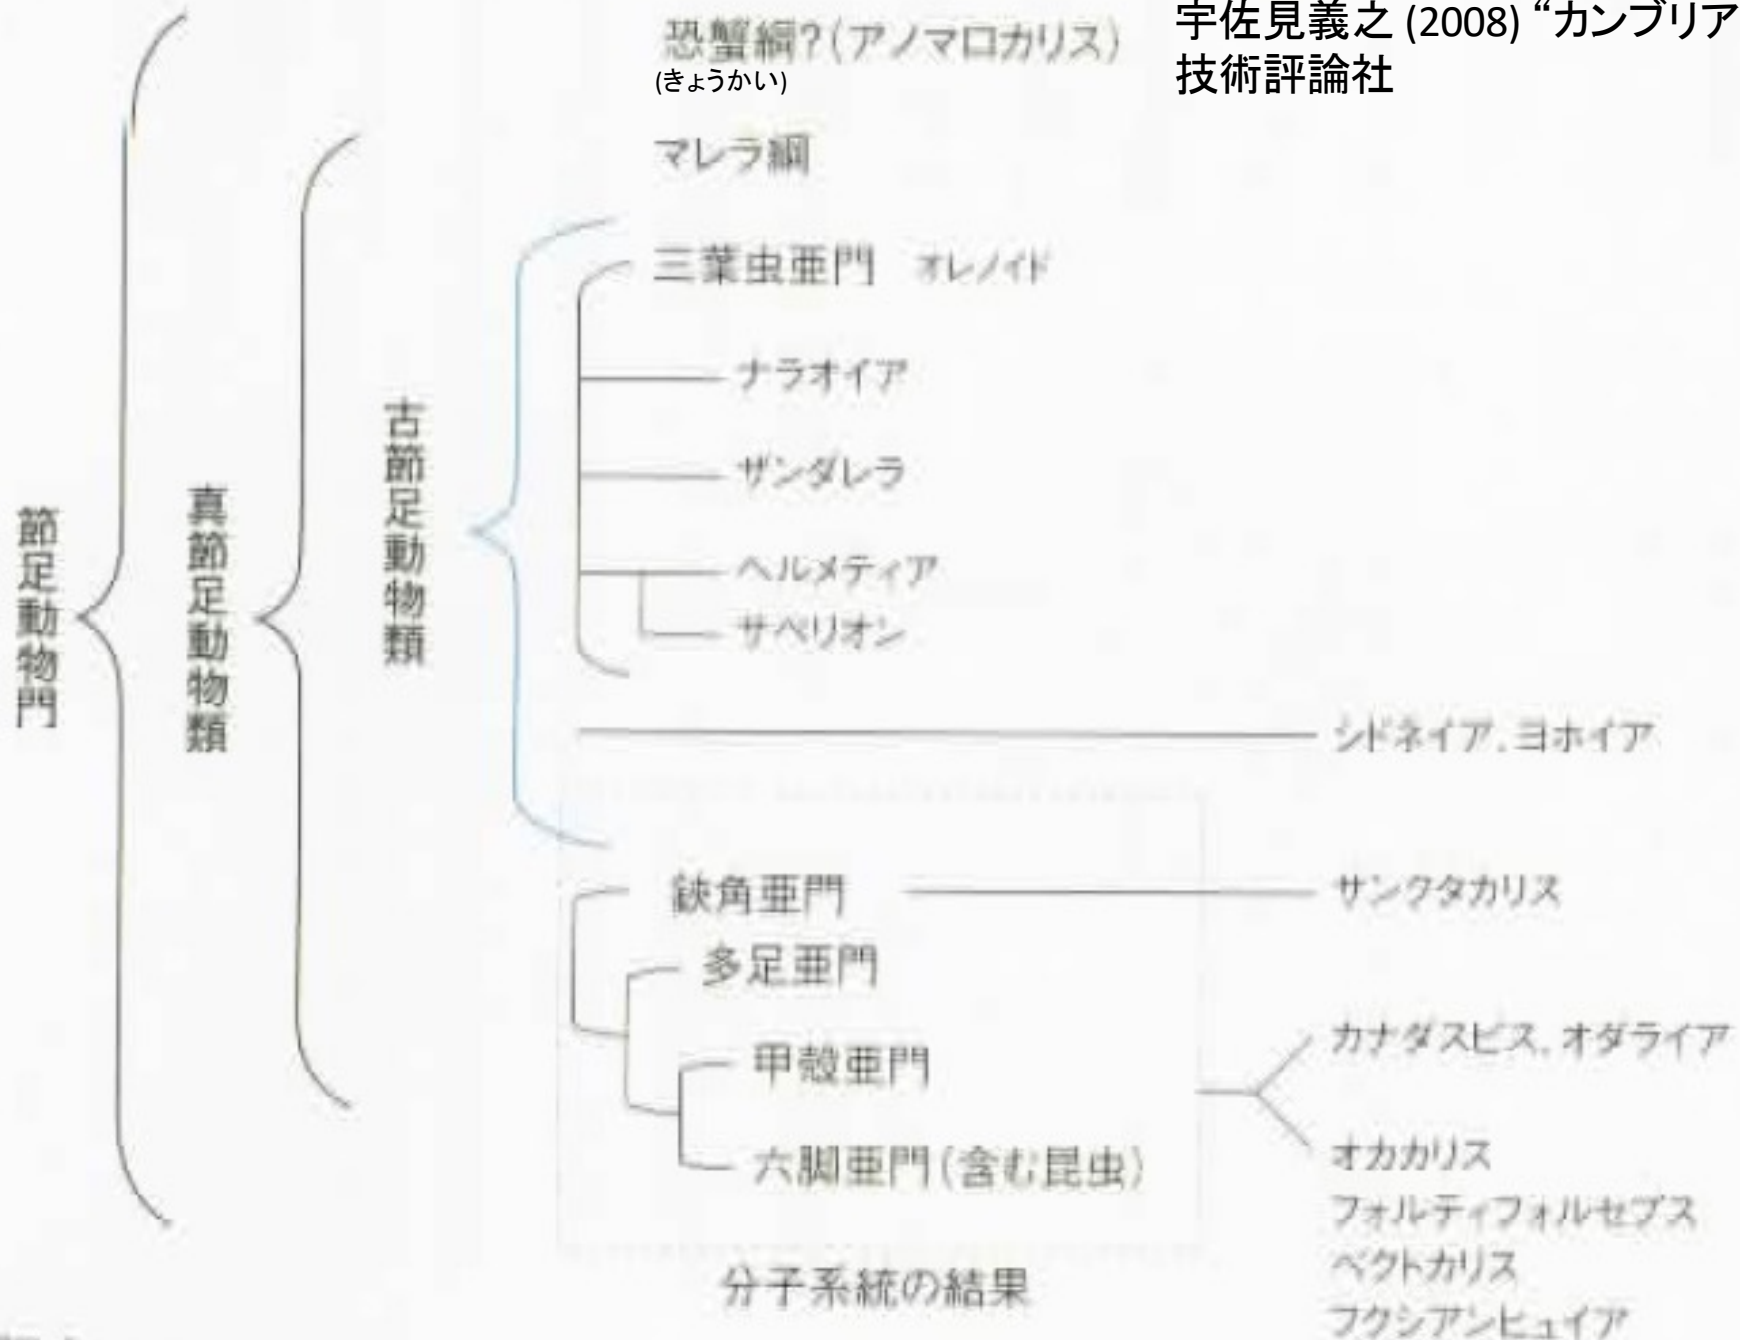 宇佐見義之 (2008) “カンブリア
技術評論社
恐蟹綱?(アノマロカリス)
(きょうかい)
マレラ綱
三葉虫亜門 オレノイド
ナラオイア
ザンダレラ
ヘルメティア
サペリオン
節足動物門
真節足動物類
古節足動物類
シドネイア, ヨホイア
鋏角亜門
サンクタカリス
多足亜門
甲殻亜門
六脚亜門(含む昆虫)
カナダスピス, オダライア
オカカリス
フォルティフォルセプス
ベクトカリス
フクシアンヒュイア
分子系統の結果